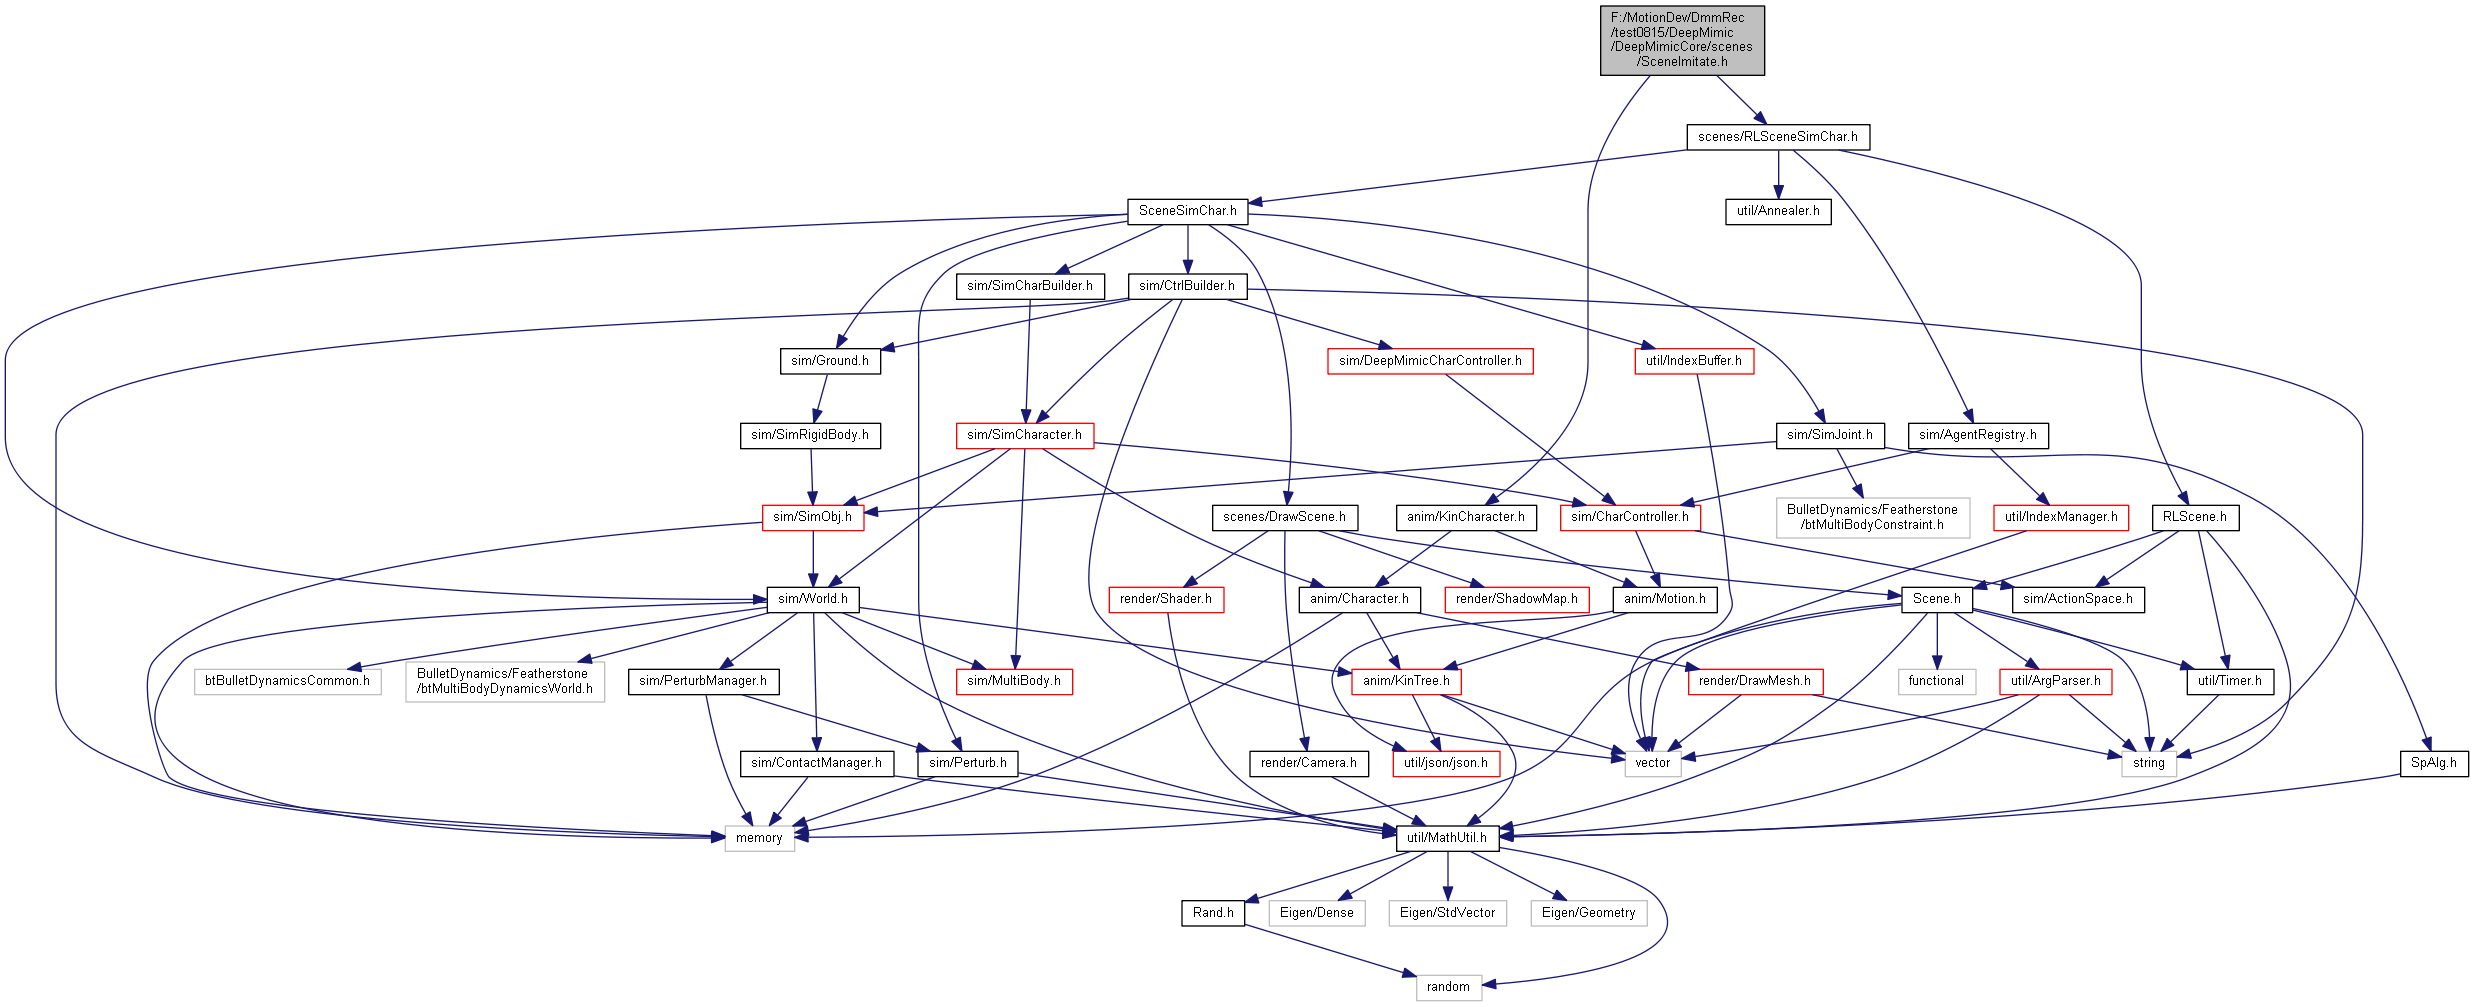 F:/MotionDev/DmmRec
/test0815/DeepMimic
/DeepMimicCore/scenes
/SceneImitate.h
scenes/RLSceneSimChar.h
SceneSimChar.h
util/Annealer.h
sim/SimCharBuilder.h
sim/CtrlBuilder.h
sim/Ground.h
sim/DeepMimicCharController.h
util/IndexBuffer.h
sim/SimRigidBody.h
sim/SimCharacter.h
sim/SimJoint.h
sim/AgentRegistry.h
sim/SimObj.h
scenes/DrawScene.h
anim/KinCharacter.h
sim/CharController.h
BulletDynamics/Featherstone
/btMultiBodyConstraint.h
util/IndexManager.h
RLScene.h
sim/World.h
render/Shader.h
anim/Character.h
render/ShadowMap.h
anim/Motion.h
Scene.h
sim/ActionSpace.h
btBulletDynamicsCommon.h
BulletDynamics/Featherstone
/btMultiBodyDynamicsWorld.h
sim/PerturbManager.h
sim/MultiBody.h
anim/KinTree.h
render/DrawMesh.h
functional
util/ArgParser.h
util/Timer.h
sim/ContactManager.h
sim/Perturb.h
render/Camera.h
util/json/json.h
vector
string
SpAlg.h
memory
util/MathUtil.h
Rand.h
Eigen/Dense
Eigen/StdVector
Eigen/Geometry
random